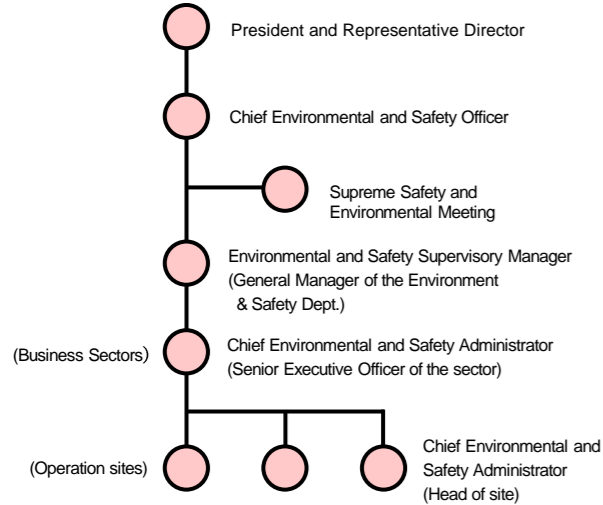 President and Representative Director
Chief Environmental and Safety Officer
Supreme Safety and
Environmental Meeting
Environmental and Safety Supervisory Manager
(General Manager of the Environment
& Safety Dept.)
(Business Sectors)
Chief Environmental and Safety Administrator
(Senior Executive Officer of the sector)
(Operation sites)
Chief Environmental and
Safety Administrator
(Head of site)